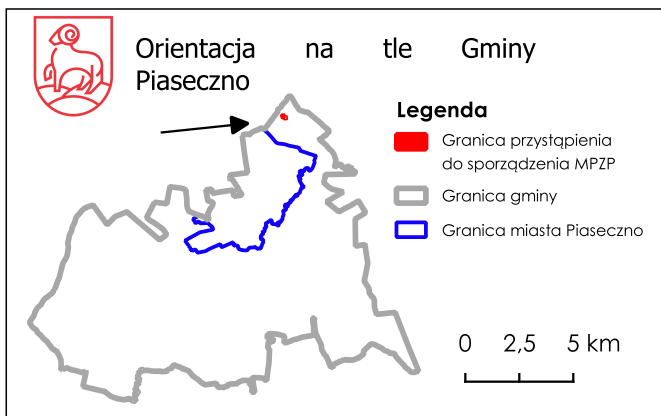 Orientacja na tle Gminy
Piaseczno
Legenda
Granica przystąpienia
do sporządzenia MPZP
Granica gminy
Granica miasta Piaseczno
0 2,5 5 km